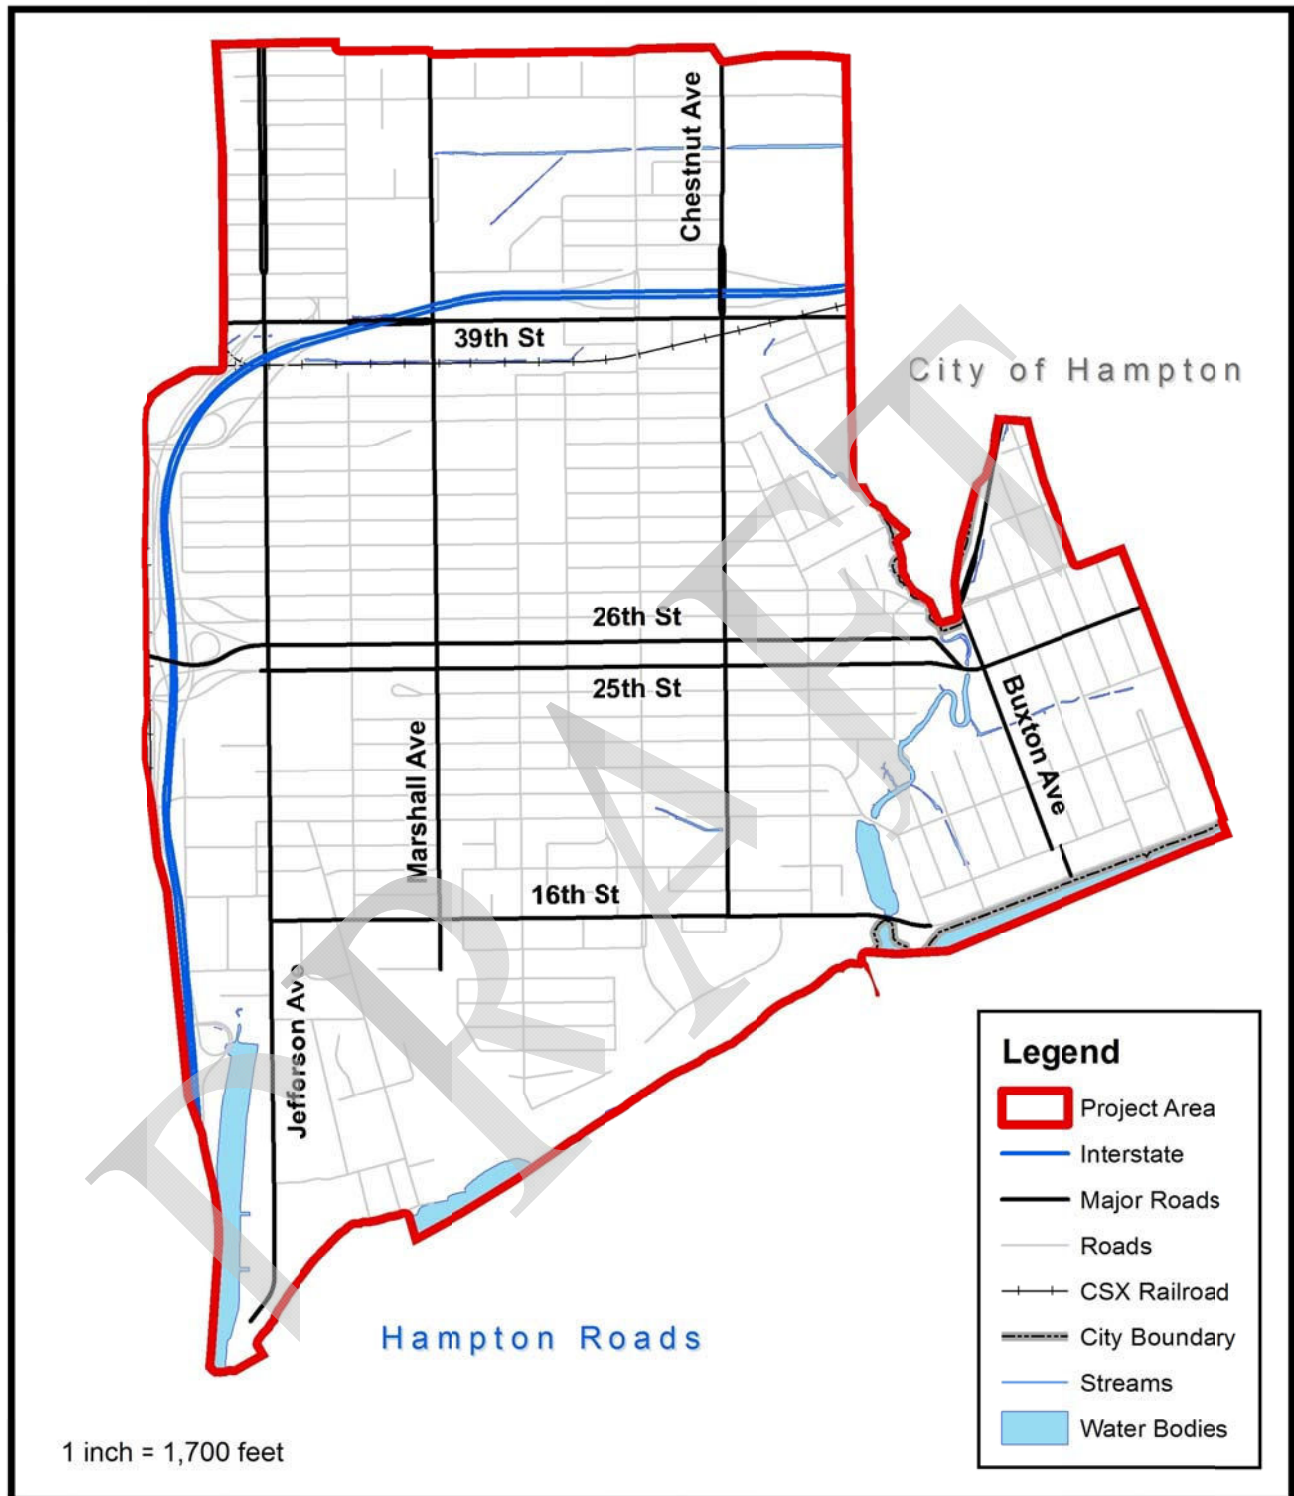 Chestnut Ave
39th St
City of Hampton
26th St
25th St
Buxton Ave
Marshall Ave
16th St
Jefferson Ave
DRAFT
Hampton Roads
Legend
Project Area
Interstate
Major Roads
Roads
CSX Railroad
City Boundary
Streams
Water Bodies
1 inch = 1,700 feet